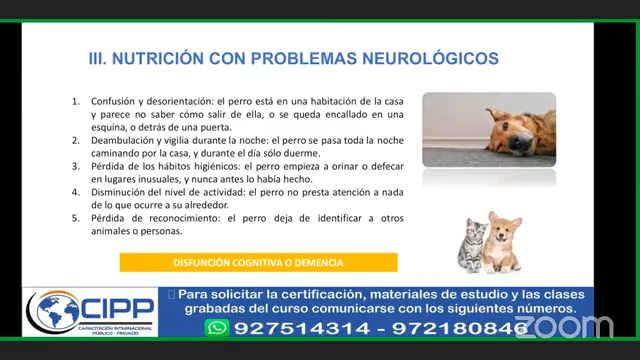 III. NUTRICIÓN CON PROBLEMAS NEUROLÓGICOS
1. Confusión y desorientación: el perro está en una habitación de la casa
y parece no saber cómo salir de ella, o se queda encallado en una
esquina, o detrás de una puerta.
2. Deambulación y vigilia durante la noche: el perro se pasa toda la noche
caminando por la casa, y durante el día sólo duerme.
3. Pérdida de los hábitos higiénicos: el perro empieza a orinar o defecar
en lugares inusuales, y nunca antes lo había hecho.
4. Disminución del nivel de actividad: el perro no presta atención a nada
de lo que ocurre a su alrededor.
5. Pérdida de reconocimiento: el perro deja de identificar a otros
animales o personas.
DISFUNCIÓN COGNITIVA O DEMENCIA
CIPP
CAPACITACIÓN INTERNACIONAL
PÚBLICO - PRIVADO
Para solicitar la certificación, materiales de estudio y las clases
grabadas del curso comunicarse con los siguientes números.
927514314 - 972180846
zoom